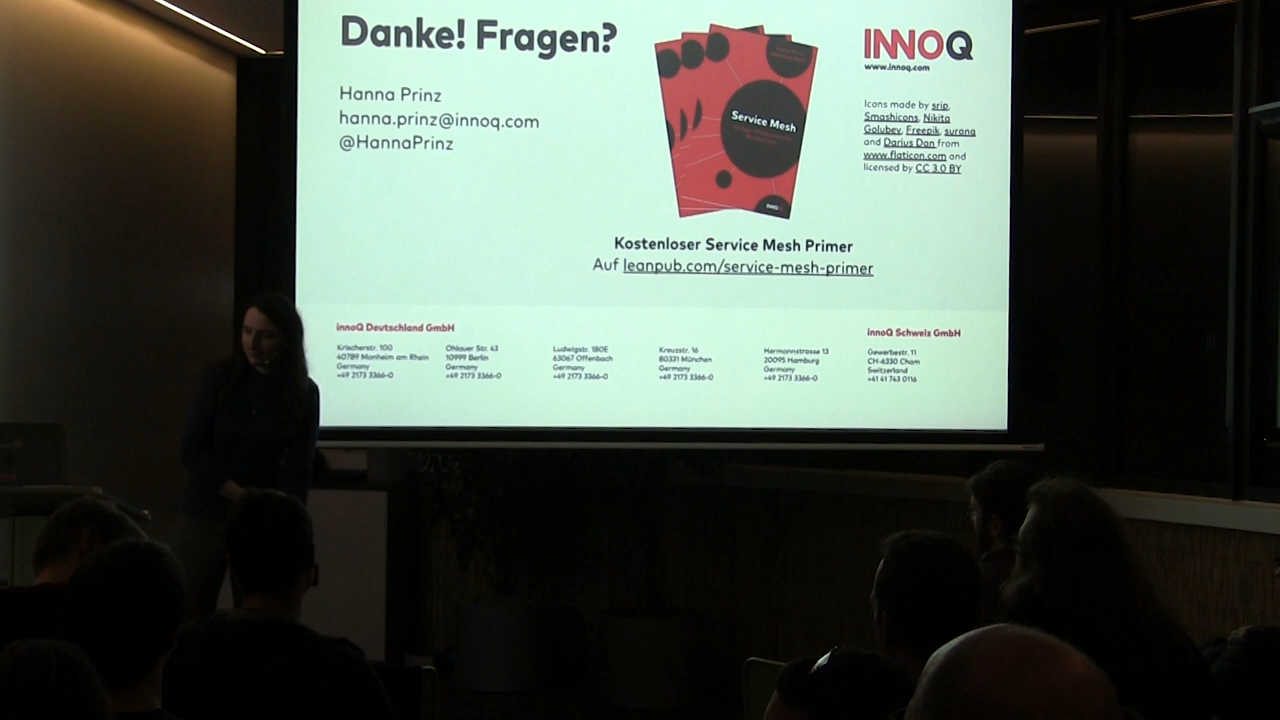 Danke! Fragen?
Hanna Prinz
hanna.prinz@innoq.com
@HannaPrinz
Service Mesh
INNOQ
INNOQ
www.innoq.com
Icons made by srip,
Smashicons, Nikita
Golubev, Freepik, surang
and Darius Dan from
www.flaticon.com and
licensed by CC 3.0 BY
Kostenloser Service Mesh Primer
Auf leanpub.com/service-mesh-primer
innoQ Deutschland GmbH
Krischerstr. 100
40789 Monheim am Rhein
Germany
+49 2173 3366-0
Ohlauer Str. 43
10999 Berlin
Germany
+49 2173 3366-0
Ludwigstr. 180E
63067 Offenbach
Germany
+49 2173 3366-0
Kreuzstr. 16
80331 München
Germany
+49 2173 3366-0
Hermannstrasse 13
20095 Hamburg
Germany
+49 2173 3366-0
innoQ Schweiz GmbH
Gewerbestr. 11
CH-6330 Cham
Switzerland
+41 41 743 0116